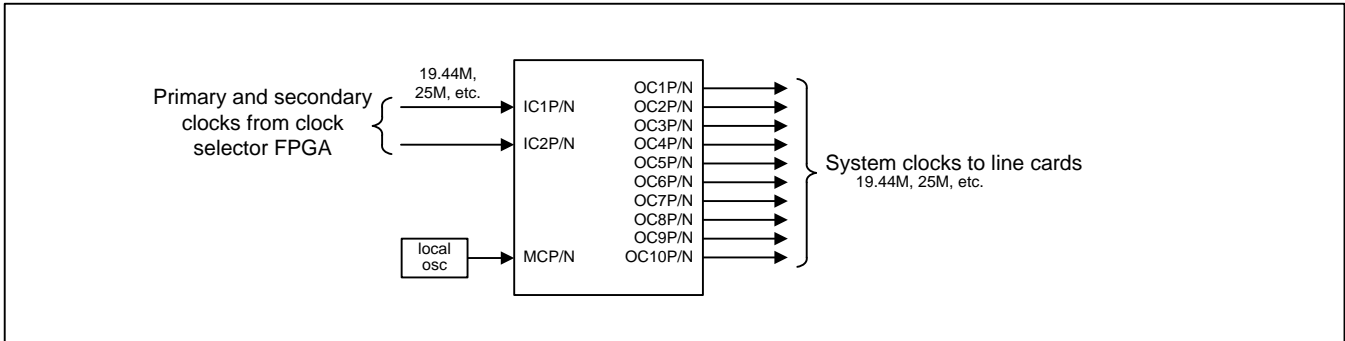 Primary and secondary
clocks from clock
selector FPGA
19.44M,
25M, etc.
IC1P/N
IC2P/N
local
osc
MCP/N
OC1P/N
OC2P/N
OC3P/N
OC4P/N
OC5P/N
OC6P/N
OC7P/N
OC8P/N
OC9P/N
OC10P/N
System clocks to line cards
19.44M, 25M, etc.